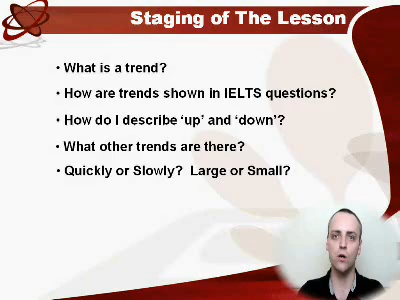 Staging of The Lesson
• What is a trend?
• How are trends shown in IELTS questions?
• How do I describe ‘up’ and ‘down’?
• What other trends are there?
• Quickly or Slowly?  Large or Small?